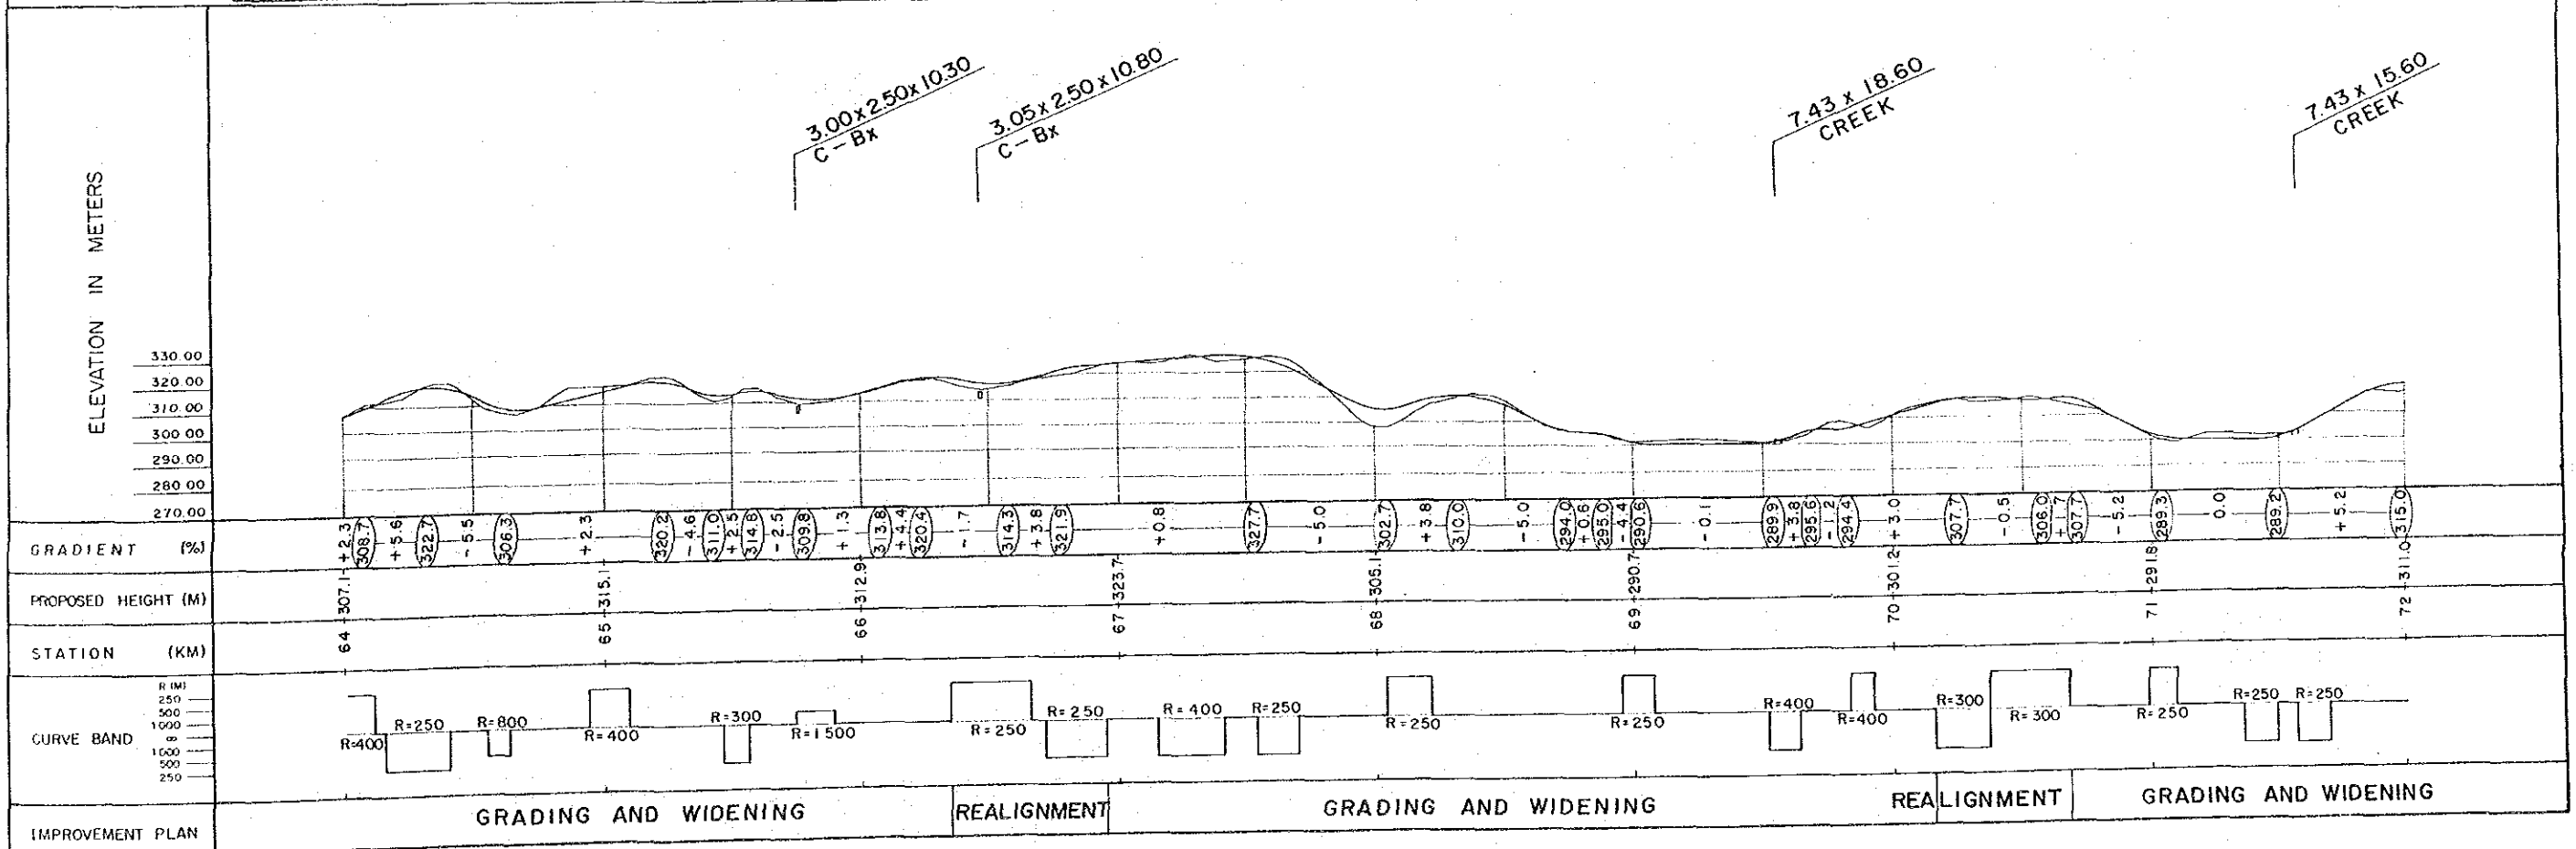 3.00x2.50x10.30
C-Bx
3.05x2.50x10.80
C-Bx
7.43 x 18.60
CREEK
7.43 x 15.60
CREEK
ELEVATION IN METERS
330.00
320.00
310.00
300.00
290.00
280.00
270.00
GRADIENT (%)
+2.3 308.7 +5.6 322.7 -5.5 306.3 +2.3 320.2 -4.6 311.0 +2.5 314.8 -2.5 309.8 +1.3 313.8 +4.4 320.4 -1.7 314.3 +3.8 321.9 +0.8 327.7 -5.0 302.7 +3.8 310.0 -5.0 294.0 +0.6 295.0 -4.4 290.6 -0.1 289.9 +3.8 295.6 -1.2 294.4 +3.0 307.7 -0.5 306.0 +1.7 307.7 -5.2 289.3 0.0 289.2 +5.2 315.0
PROPOSED HEIGHT (M)
307.1 315.1 312.9 323.7 305.1 290.7 301.2 291.8 311.0
STATION (KM)
64 65 66 67 68 69 70 71 72
CURVE BAND
R (M)
250
500
1000
∞
1000
500
250
R=400 R=250 R=800 R=400 R=300 R=1500 R=250 R=250 R=400 R=250 R=250 R=250 R=400 R=400 R=300 R=300 R=250 R=250 R=250
IMPROVEMENT PLAN
GRADING AND WIDENING REALIGNMENT GRADING AND WIDENING REALIGNMENT GRADING AND WIDENING